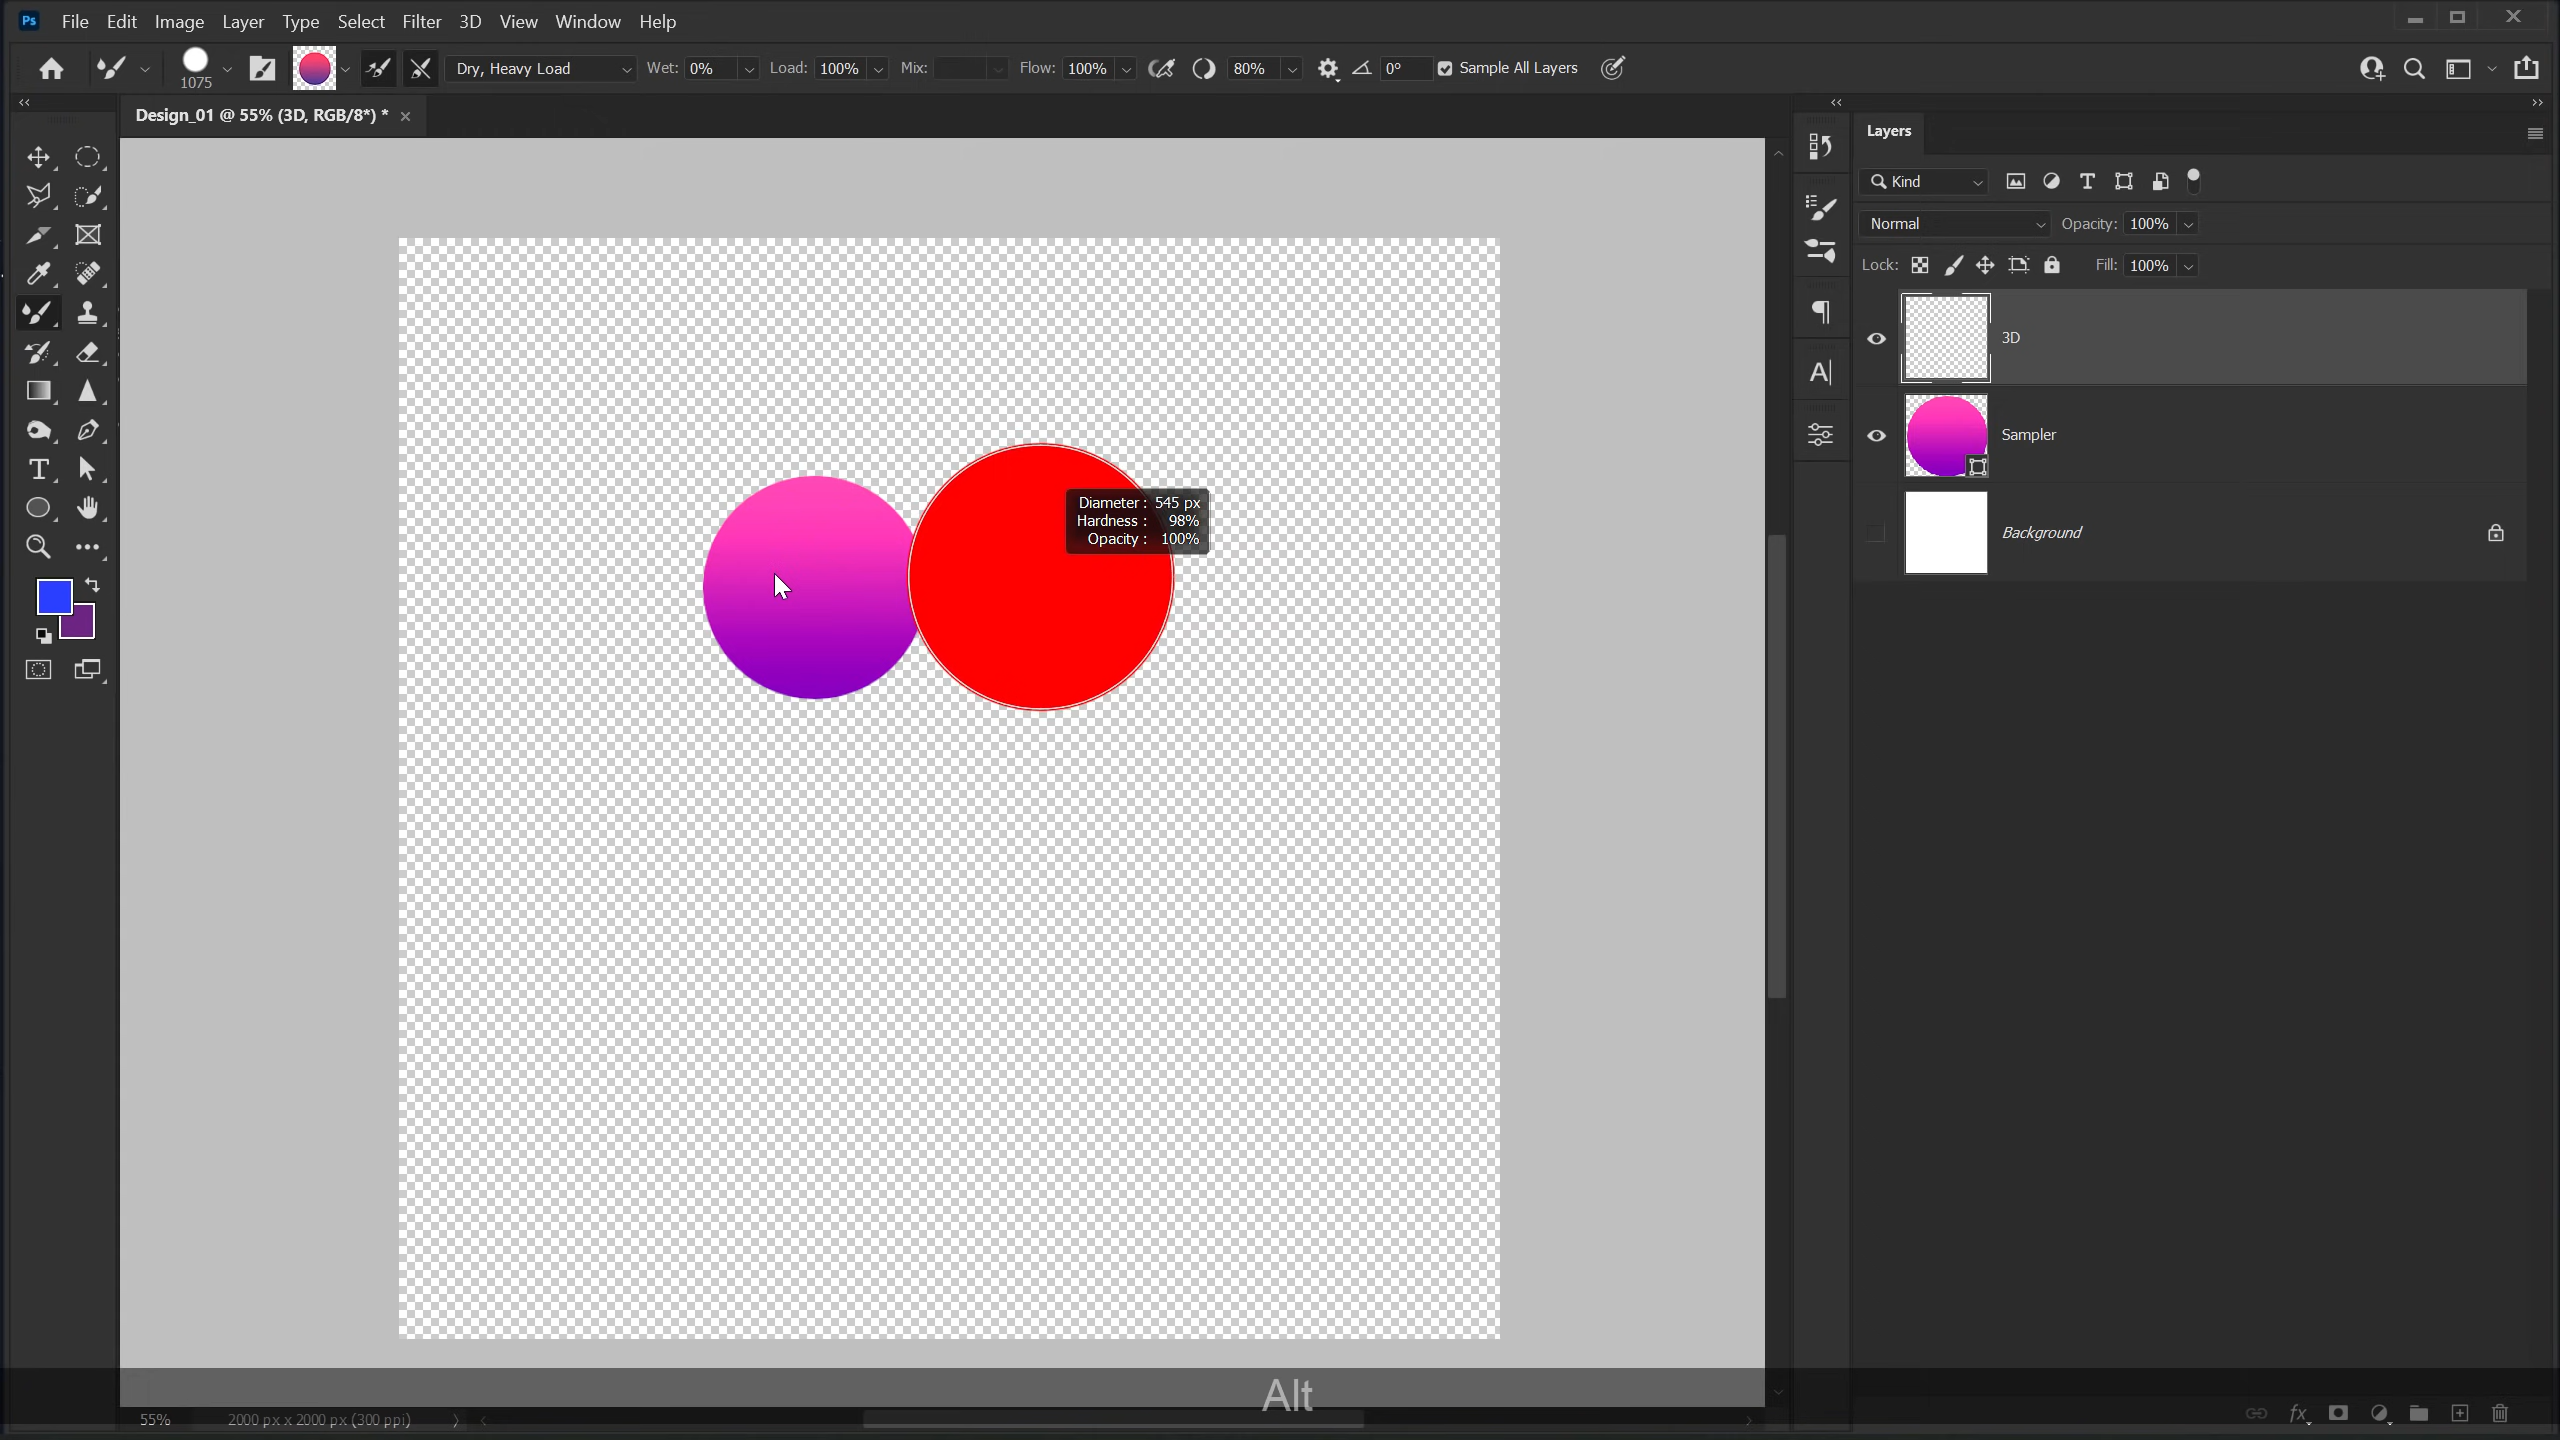 Ps File Edit Image Layer Type Select Filter 3D View Window Help
1075 Dry, Heavy Load Wet: 0% Load: 100% Mix: Flow: 100% 80% 0° Sample All Layers
Design_01 @ 55% (3D, RGB/8*) *
Layers
Kind
Normal Opacity: 100%
Lock: Fill: 100%
3D
Sampler
Background
Diameter : 545 px
Hardness : 98%
Opacity : 100%
Alt
55% 2000 px x 2000 px (300 ppi)